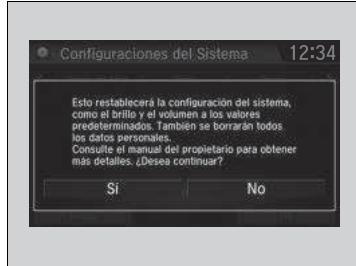 Configuraciones del Sistema 12:34
Esto restablecerá la configuración del sistema,
como el brillo y el volumen a los valores
predeterminados. También se borrarán todos
los datos personales.
Consulte el manual del propietario para obtener
más detalles. ¿Desea continuar?
Sí No